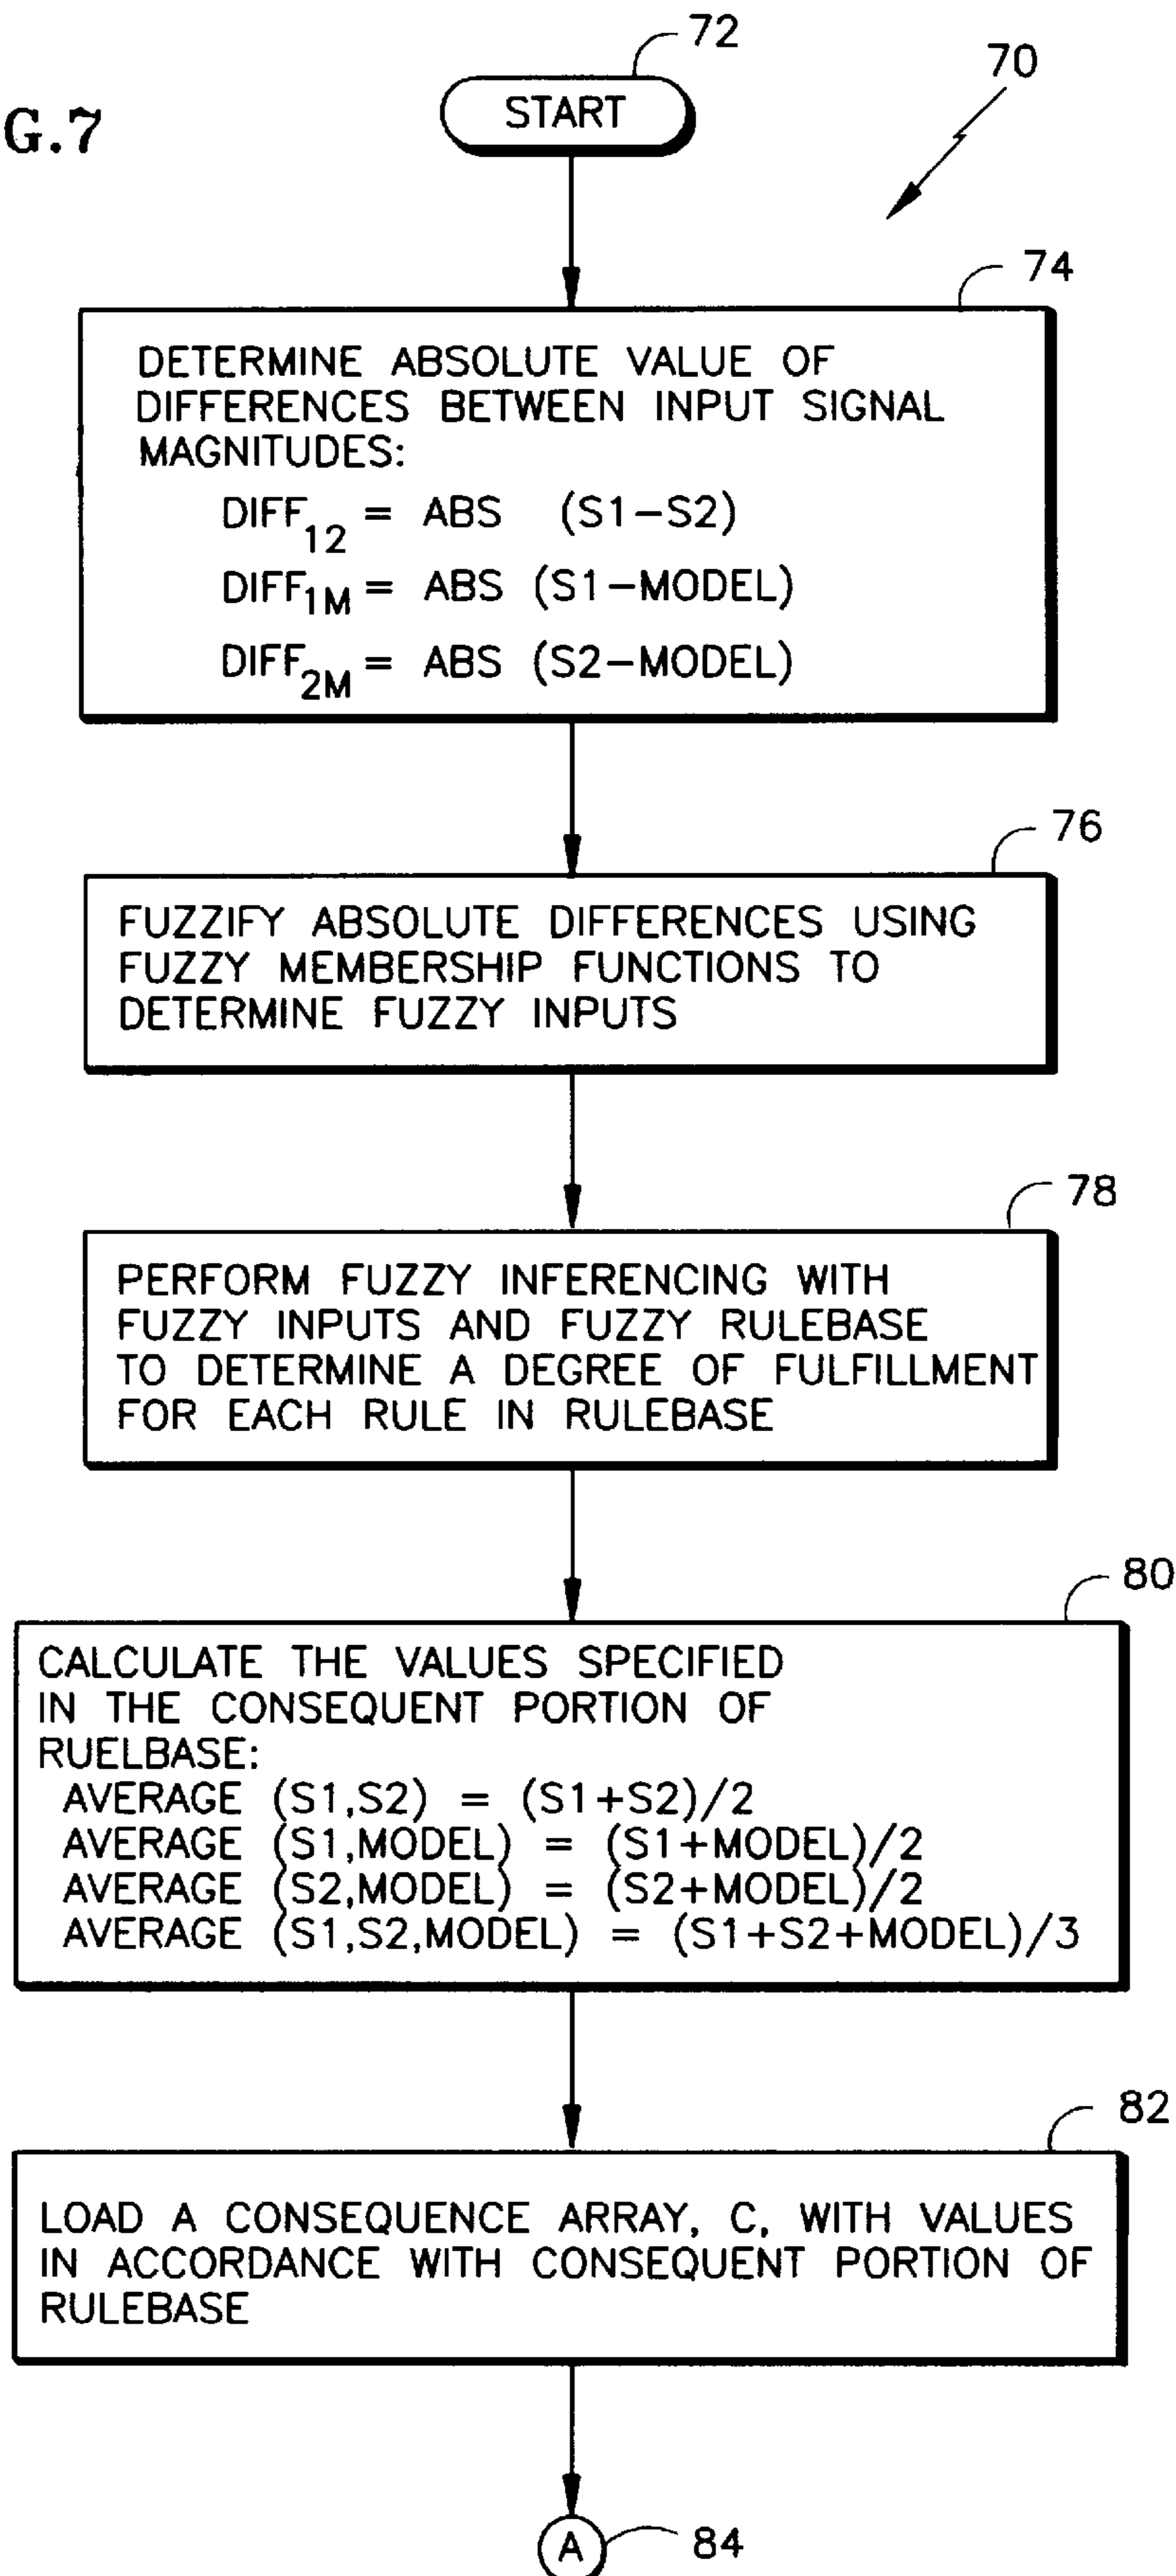 72
70
G.7
START
74
DETERMINE ABSOLUTE VALUE OF
DIFFERENCES BETWEEN INPUT SIGNAL
MAGNITUDES:
DIFF12 = ABS (S1-S2)
DIFF1M = ABS (S1-MODEL)
DIFF2M = ABS (S2-MODEL)
76
FUZZIFY ABSOLUTE DIFFERENCES USING
FUZZY MEMBERSHIP FUNCTIONS TO
DETERMINE FUZZY INPUTS
78
PERFORM FUZZY INFERENCING WITH
FUZZY INPUTS AND FUZZY RULEBASE
TO DETERMINE A DEGREE OF FULFILLMENT
FOR EACH RULE IN RULEBASE
80
CALCULATE THE VALUES SPECIFIED
IN THE CONSEQUENT PORTION OF
RUELBASE:
AVERAGE (S1,S2) = (S1+S2)/2
AVERAGE (S1,MODEL) = (S1+MODEL)/2
AVERAGE (S2,MODEL) = (S2+MODEL)/2
AVERAGE (S1,S2,MODEL) = (S1+S2+MODEL)/3
82
LOAD A CONSEQUENCE ARRAY, C, WITH VALUES
IN ACCORDANCE WITH CONSEQUENT PORTION OF
RULEBASE
A
84